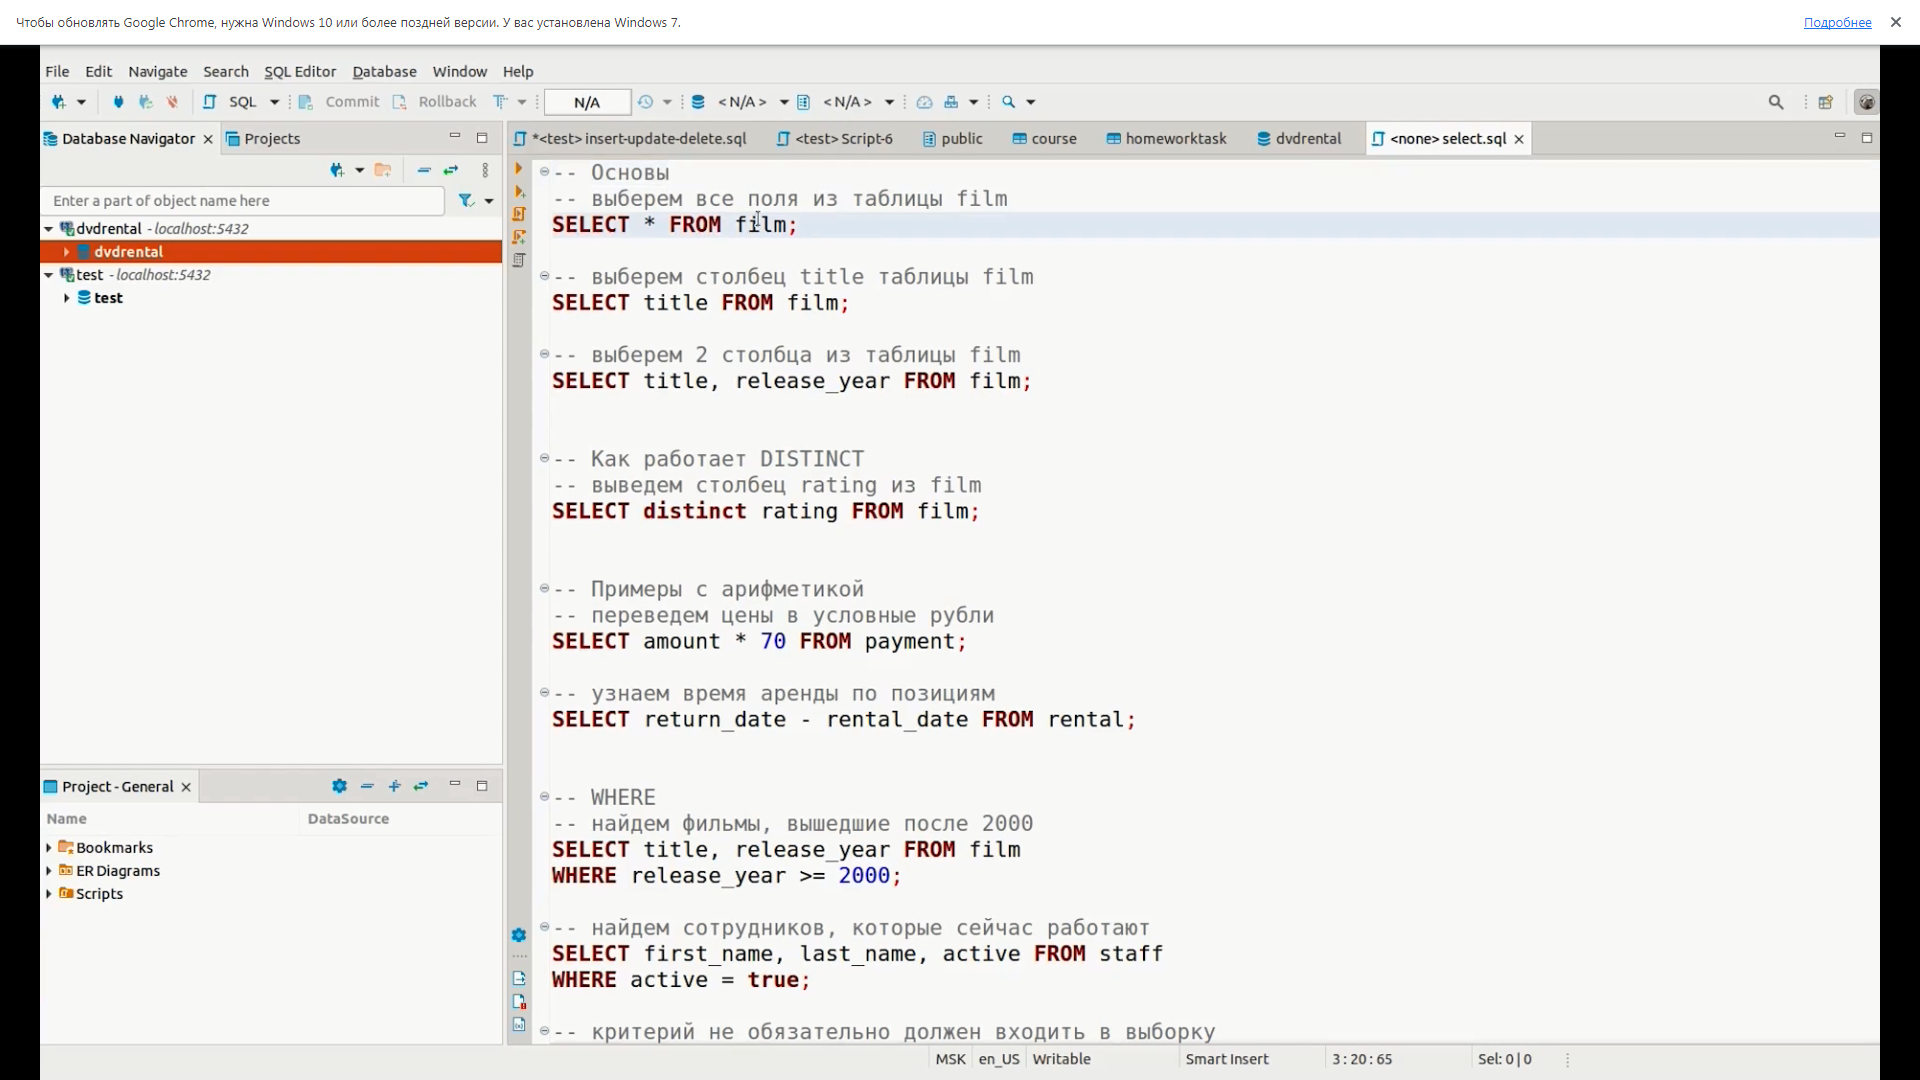 Чтобы обновлять Google Chrome, нужна Windows 10 или более поздней версии. У вас установлена Windows 7.
Подробнее
File Edit Navigate Search SQL Editor Database Window Help
SQL Commit Rollback N/A < N/A > < N/A >
Database Navigator Projects
*<test> insert-update-delete.sql <test> Script-6 public course homeworktask dvdrental <none> select.sql
Enter a part of object name here
dvdrental - localhost:5432
dvdrental
test - localhost:5432
test
-- Основы
-- выберем все поля из таблицы film
SELECT * FROM film;
-- выберем столбец title таблицы film
SELECT title FROM film;
-- выберем 2 столбца из таблицы film
SELECT title, release_year FROM film;
-- Как работает DISTINCT
-- выведем столбец rating из film
SELECT distinct rating FROM film;
-- Примеры с арифметикой
-- переведем цены в условные рубли
SELECT amount * 70 FROM payment;
-- узнаем время аренды по позициям
SELECT return_date - rental_date FROM rental;
-- WHERE
-- найдем фильмы, вышедшие после 2000
SELECT title, release_year FROM film
WHERE release_year >= 2000;
-- найдем сотрудников, которые сейчас работают
SELECT first_name, last_name, active FROM staff
WHERE active = true;
-- критерий не обязательно должен входить в выборку
Project - General
Name DataSource
Bookmarks
ER Diagrams
Scripts
MSK en_US Writable Smart Insert 3 : 20 : 65 Sel: 0 | 0